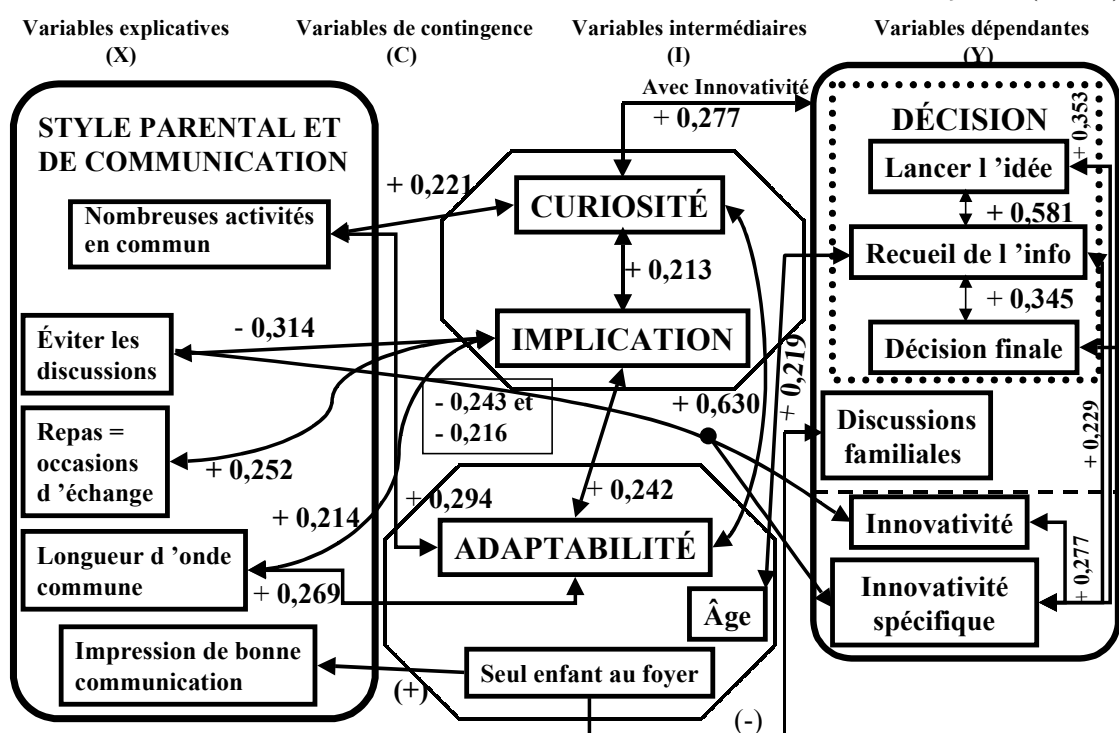 Variables explicatives
(X)
Variables de contingence
(C)
Variables intermédiaires
(I)
Variables dépendantes
(Y)
STYLE PARENTAL ET
DE COMMUNICATION
Nombreuses activités
en commun
Éviter les
discussions
Repas =
occasions
d ’échange
Longueur d ’onde
commune
Impression de bonne
communication
+ 0,221
- 0,314
+ 0,252
+ 0,214
+ 0,269
(+)
Avec Innovativité
+ 0,277
CURIOSITÉ
+ 0,213
IMPLICATION
- 0,243 et
- 0,216
+ 0,630
+ 0,294
+ 0,242
ADAPTABILITÉ
Âge
Seul enfant au foyer
(-)
+ 0,219
DÉCISION
+ 0,353
Lancer l ’idée
+ 0,581
Recueil de l ’info
+ 0,345
Décision finale
Discussions
familiales
+ 0,229
Innovativité
+ 0,277
Innovativité
spécifique